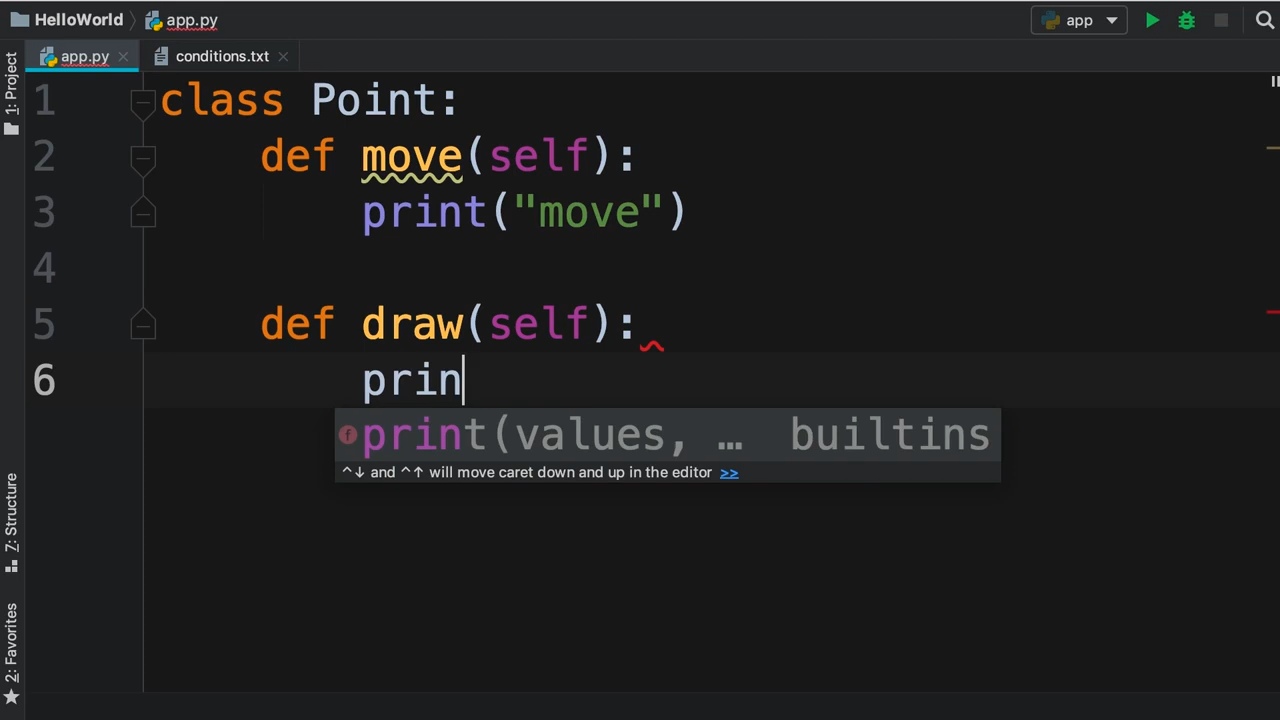 HelloWorld app.py app
app.py conditions.txt
1: Project
1 class Point:
2 def move(self):
3 print("move")
4
5 def draw(self):
6 prin
f print(values, … builtins
^↓ and ^↑ will move caret down and up in the editor >>
7: Structure
2: Favorites